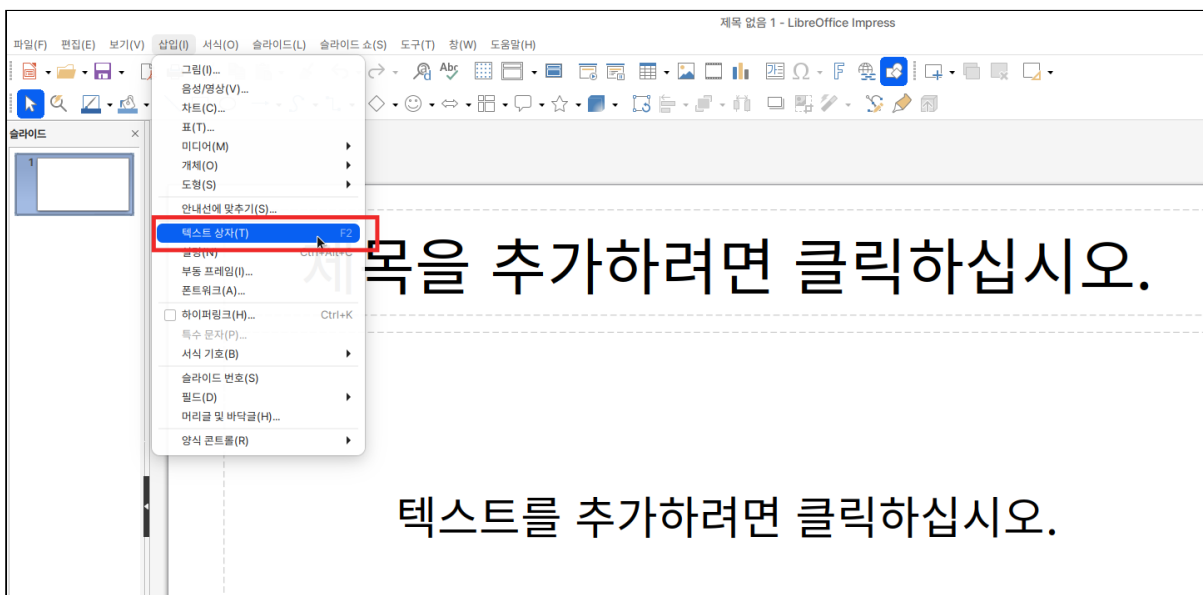 제목 없음 1 - LibreOffice Impress
파일(F) 편집(E) 보기(V) 삽입(I) 서식(O) 슬라이드(L) 슬라이드 쇼(S) 도구(T) 창(W) 도움말(H)
슬라이드
1
그림(I)...
음성/영상(V)...
차트(C)...
표(T)...
미디어(M)
개체(O)
도형(S)
안내선에 맞추기(S)...
텍스트 상자(T) F2
설명(N) Ctrl+Alt+C
부동 프레임(I)...
폰트워크(A)...
하이퍼링크(H)... Ctrl+K
특수 문자(P)...
서식 기호(B)
슬라이드 번호(S)
필드(D)
머리글 및 바닥글(H)...
양식 콘트롤(R)
제목을 추가하려면 클릭하십시오.
텍스트를 추가하려면 클릭하십시오.